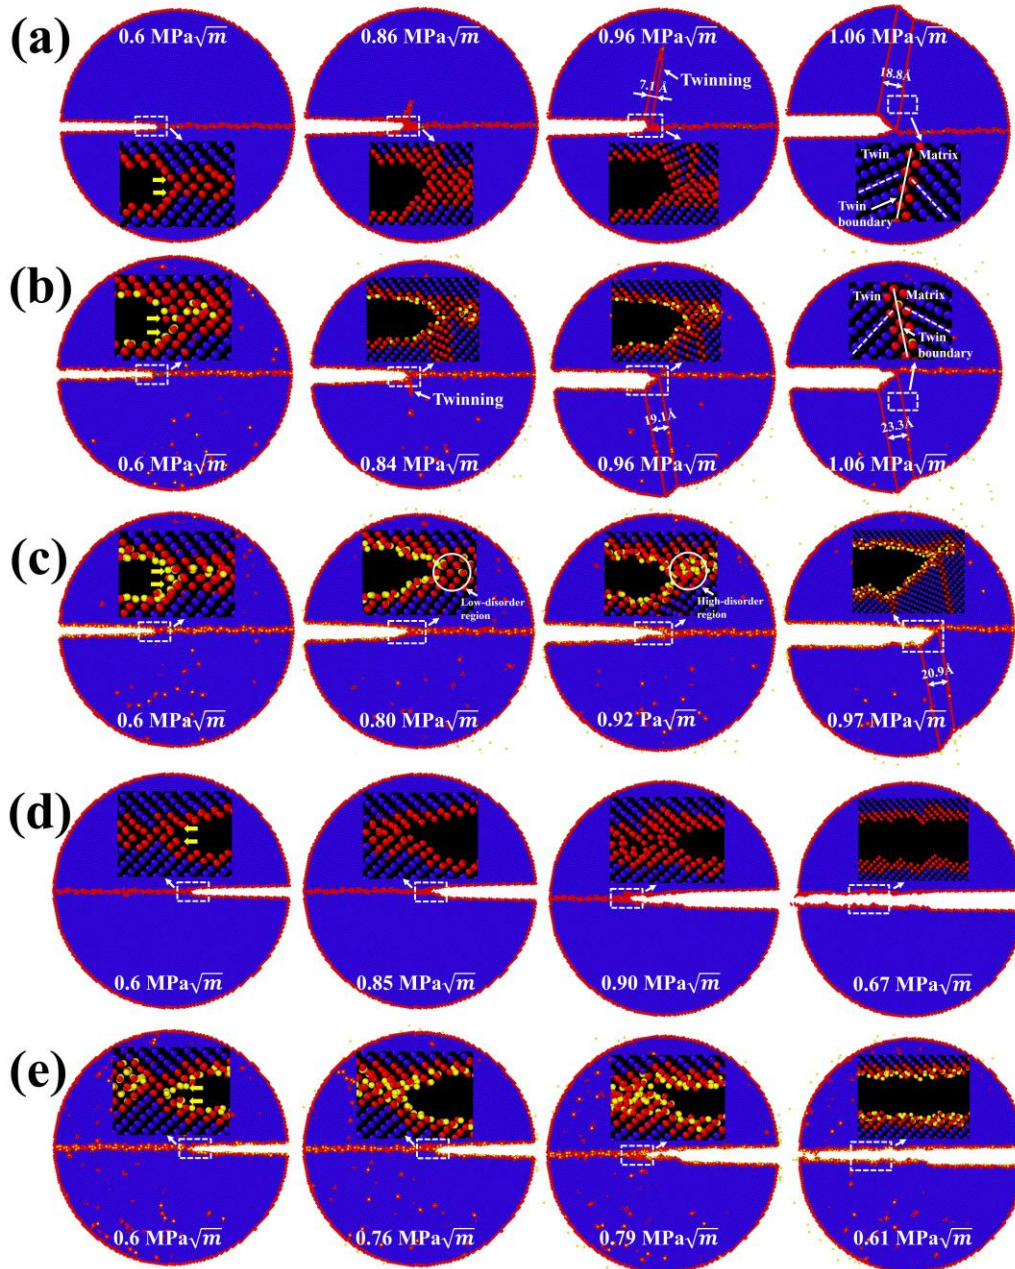 (a)
0.6 MPa√m
0.86 MPa√m
0.96 MPa√m
1.06 MPa√m
Twinning
7.1 Å
18.8Å
Twin
Matrix
Twin
boundary
(b)
Twin
Matrix
Twin
boundary
Twinning
19.1Å
23.3Å
0.6 MPa√m
0.84 MPa√m
0.96 MPa√m
1.06 MPa√m
(c)
Low-disorder
region
High-disorder
region
20.9Å
0.6 MPa√m
0.80 MPa√m
0.92 Pa√m
0.97 MPa√m
(d)
0.6 MPa√m
0.85 MPa√m
0.90 MPa√m
0.67 MPa√m
(e)
0.6 MPa√m
0.76 MPa√m
0.79 MPa√m
0.61 MPa√m